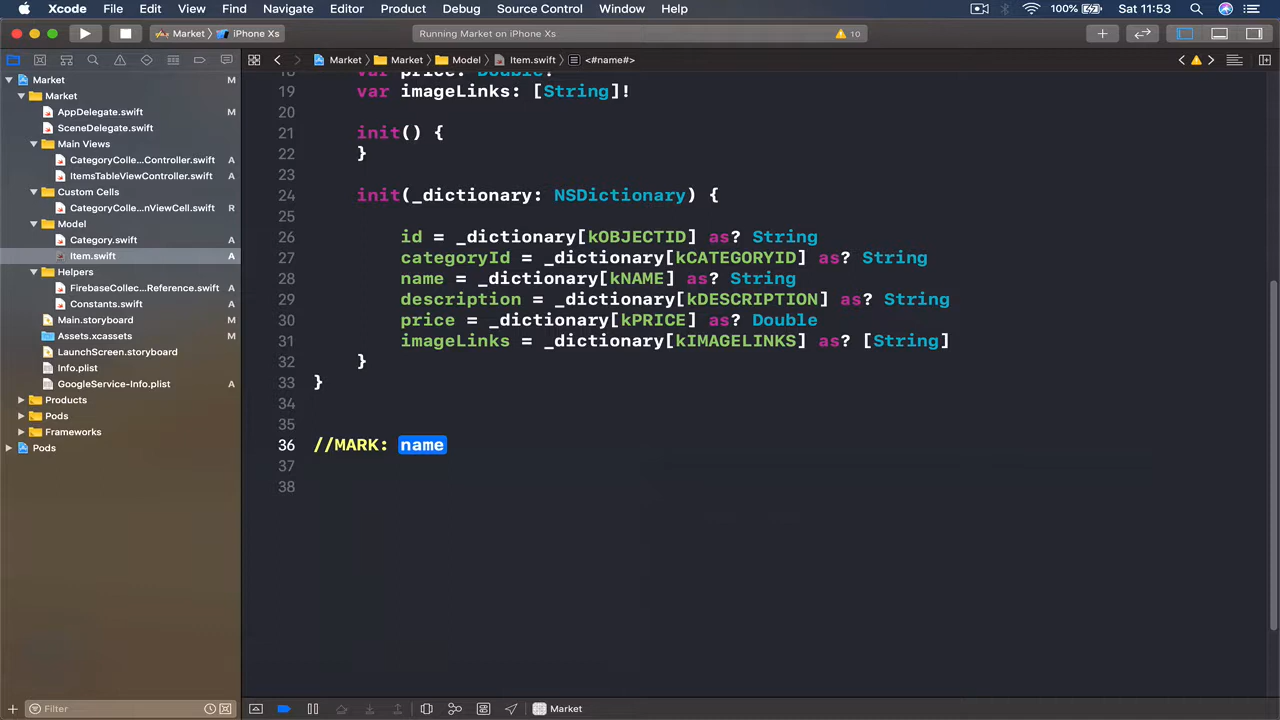 Xcode File Edit View Find Navigate Editor Product Debug Source Control Window Help 100% Sat 11:53
Market iPhone Xs Running Market on iPhone Xs 10
Market Market Model Item.swift <#name#>
Market M
Market
AppDelegate.swift M
SceneDelegate.swift
Main Views
CategoryColle...Controller.swift A
ItemsTableViewController.swift A
Custom Cells
CategoryColle...nViewCell.swift R
Model
Category.swift A
Item.swift A
Helpers
FirebaseCollec...Reference.swift A
Constants.swift A
Main.storyboard
Assets.xcassets
LaunchScreen.storyboard
Info.plist
GoogleService-Info.plist A
Products
Pods
Frameworks
Pods
18 var price: Double!
19 var imageLinks: [String]!
20
21 init() {
22 }
23
24 init(_dictionary: NSDictionary) {
25
26 id = _dictionary[kOBJECTID] as? String
27 categoryId = _dictionary[kCATEGORYID] as? String
28 name = _dictionary[kNAME] as? String
29 description = _dictionary[kDESCRIPTION] as? String
30 price = _dictionary[kPRICE] as? Double
31 imageLinks = _dictionary[kIMAGELINKS] as? [String]
32 }
33 }
34
35
36 //MARK: name
37
38
Filter
Market